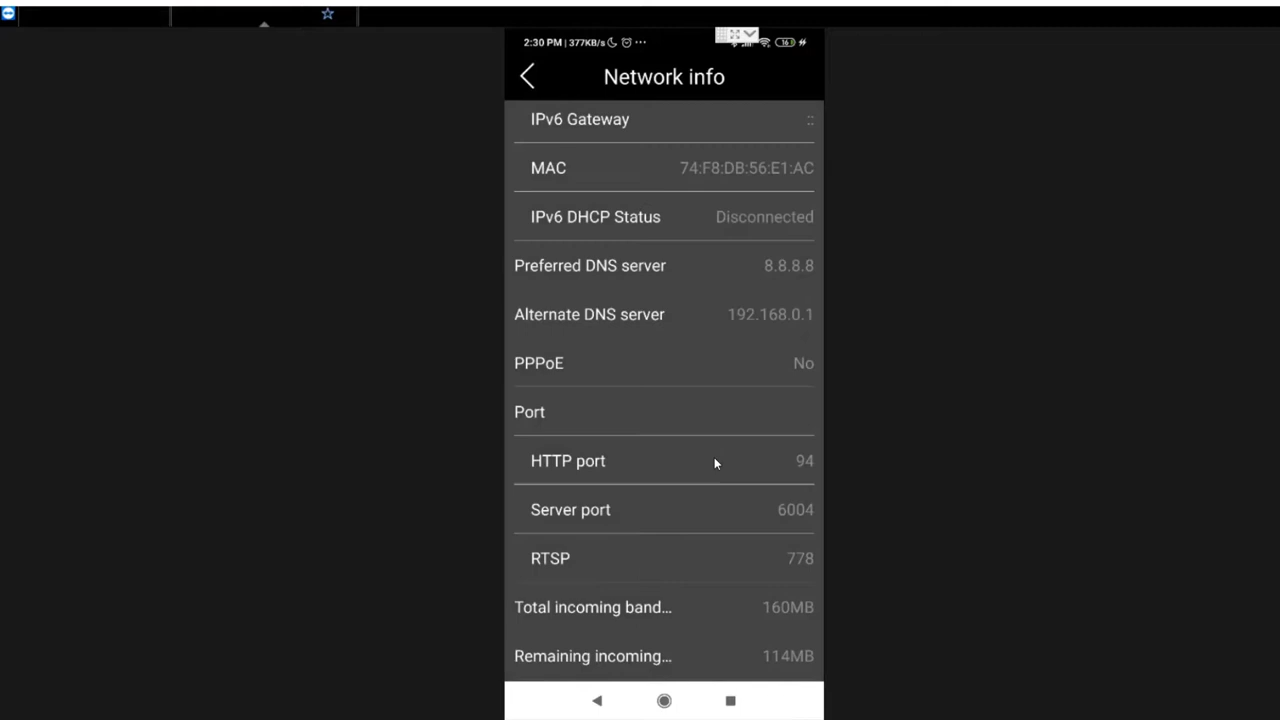 2:30 PM | 377KB/s ... 16
Network info
IPv6 Gateway ::
MAC 74:F8:DB:56:E1:AC
IPv6 DHCP Status Disconnected
Preferred DNS server 8.8.8.8
Alternate DNS server 192.168.0.1
PPPoE No
Port
HTTP port 94
Server port 6004
RTSP 778
Total incoming band... 160MB
Remaining incoming... 114MB